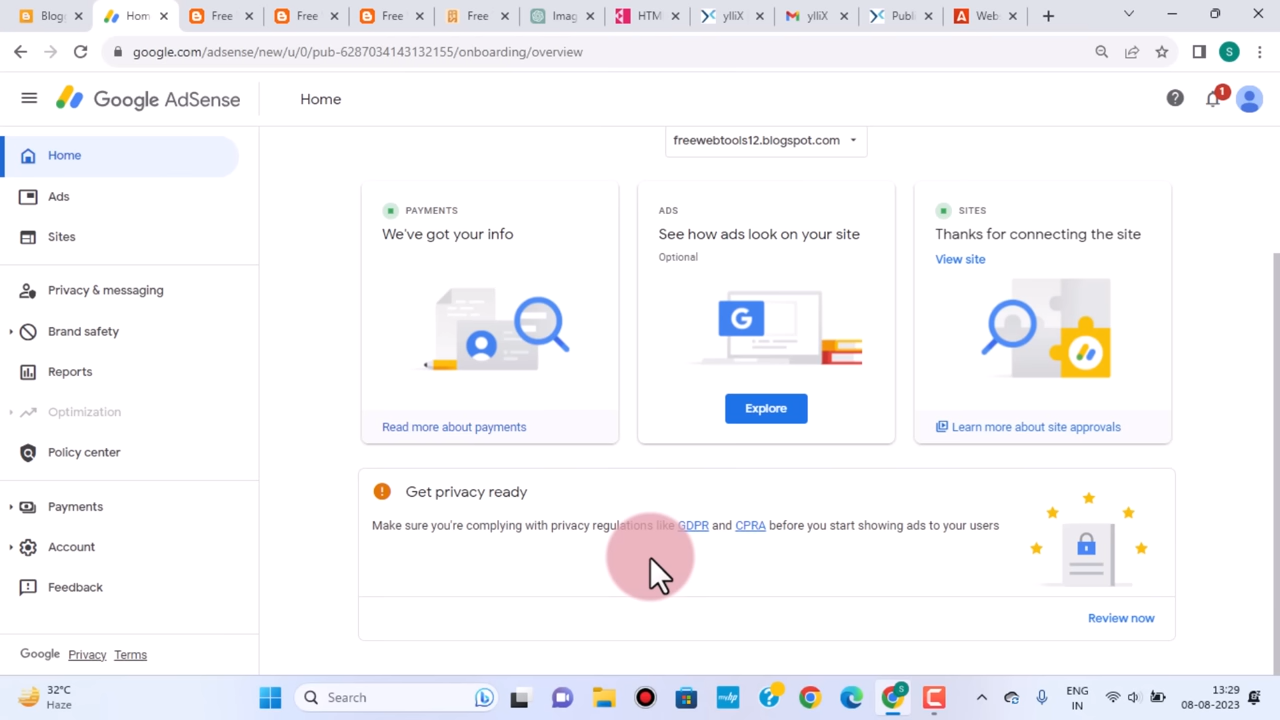 Blog
Hom
Free
Free
Free
Free
Imag
HTM
ylliX
ylliX
Publi
Web
google.com/adsense/new/u/0/pub-6287034143132155/onboarding/overview
S
Google AdSense
Home
1
Home
Ads
Sites
Privacy & messaging
Brand safety
Reports
Optimization
Policy center
Payments
Account
Feedback
Google Privacy Terms
freewebtools12.blogspot.com
PAYMENTS
We've got your info
Read more about payments
ADS
See how ads look on your site
Optional
G
Explore
SITES
Thanks for connecting the site
View site
Learn more about site approvals
Get privacy ready
Make sure you're complying with privacy regulations like GDPR and CPRA before you start showing ads to your users
Review now
32°C
Haze
Search
ENG
IN
13:29
08-08-2023